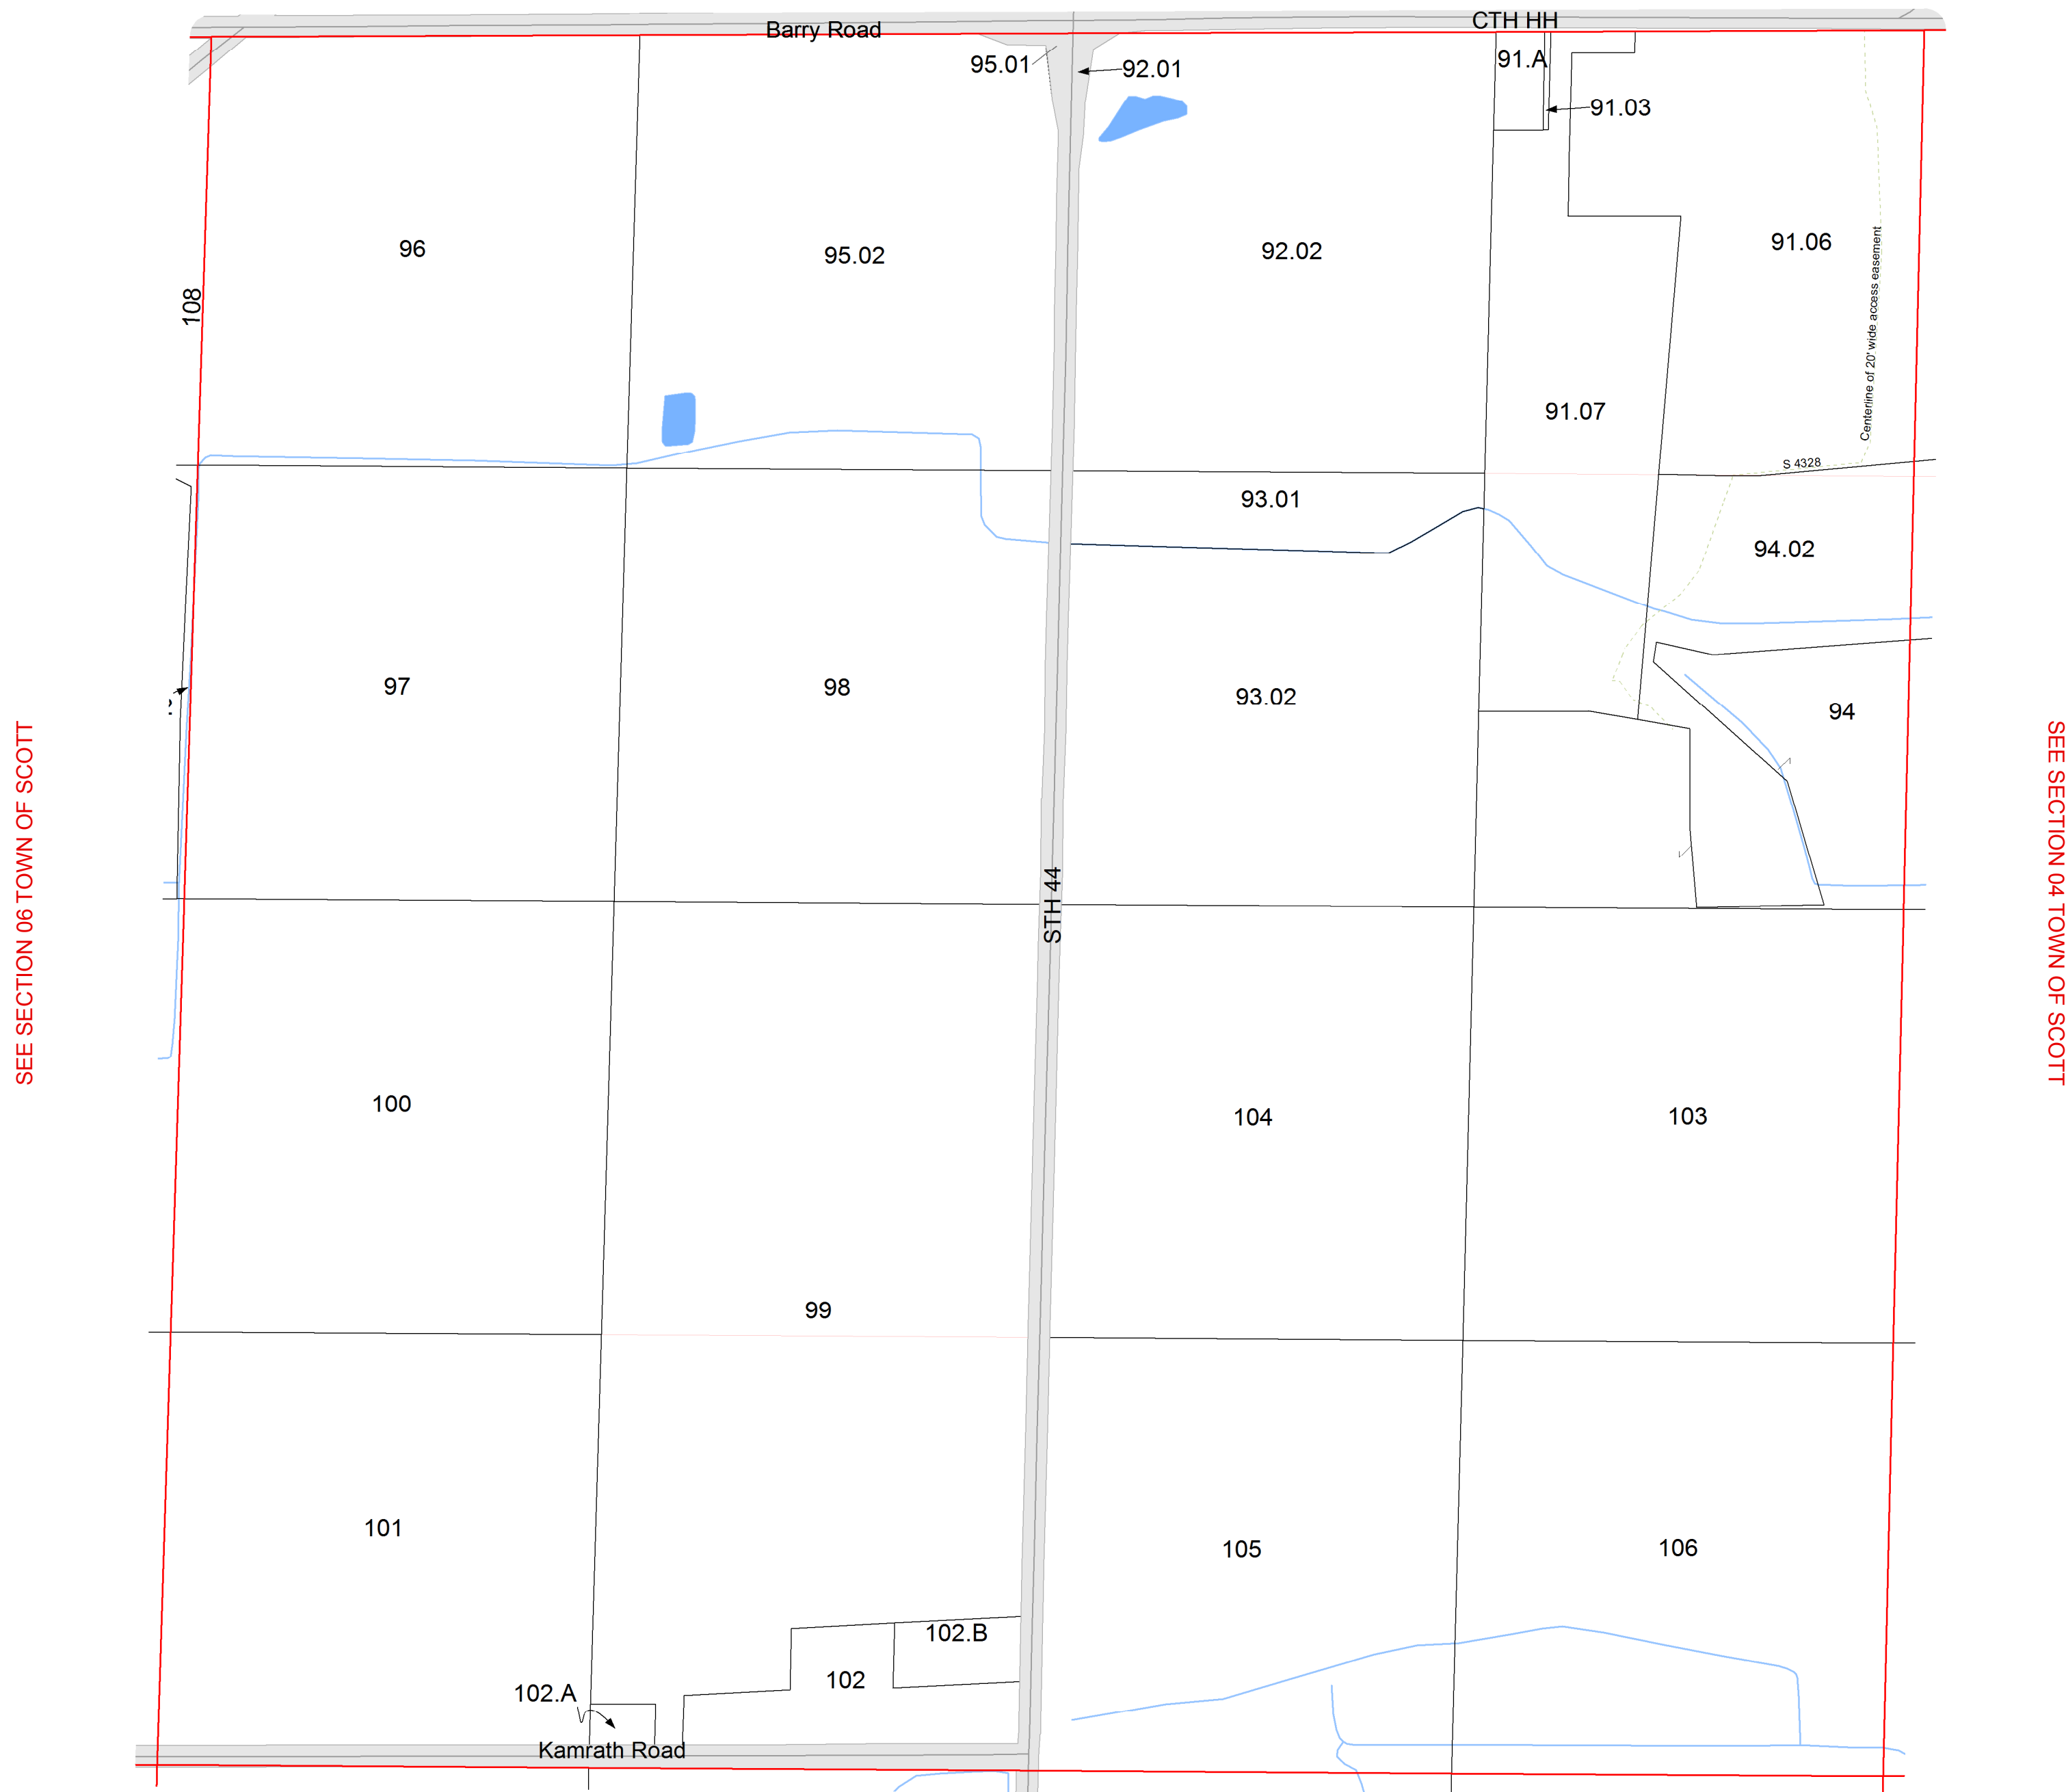 Barry Road
CTH HH
95.01
92.01
91.A
91.03
96
95.02
92.02
91.06
108
Centerline of 20' wide access easement
91.07
S 4328
93.01
94.02
97
98
93.02
94
SEE SECTION 06 TOWN OF SCOTT
SEE SECTION 04 TOWN OF SCOTT
STH 44
100
104
103
99
101
105
106
102.B
102
102.A
Kamrath Road